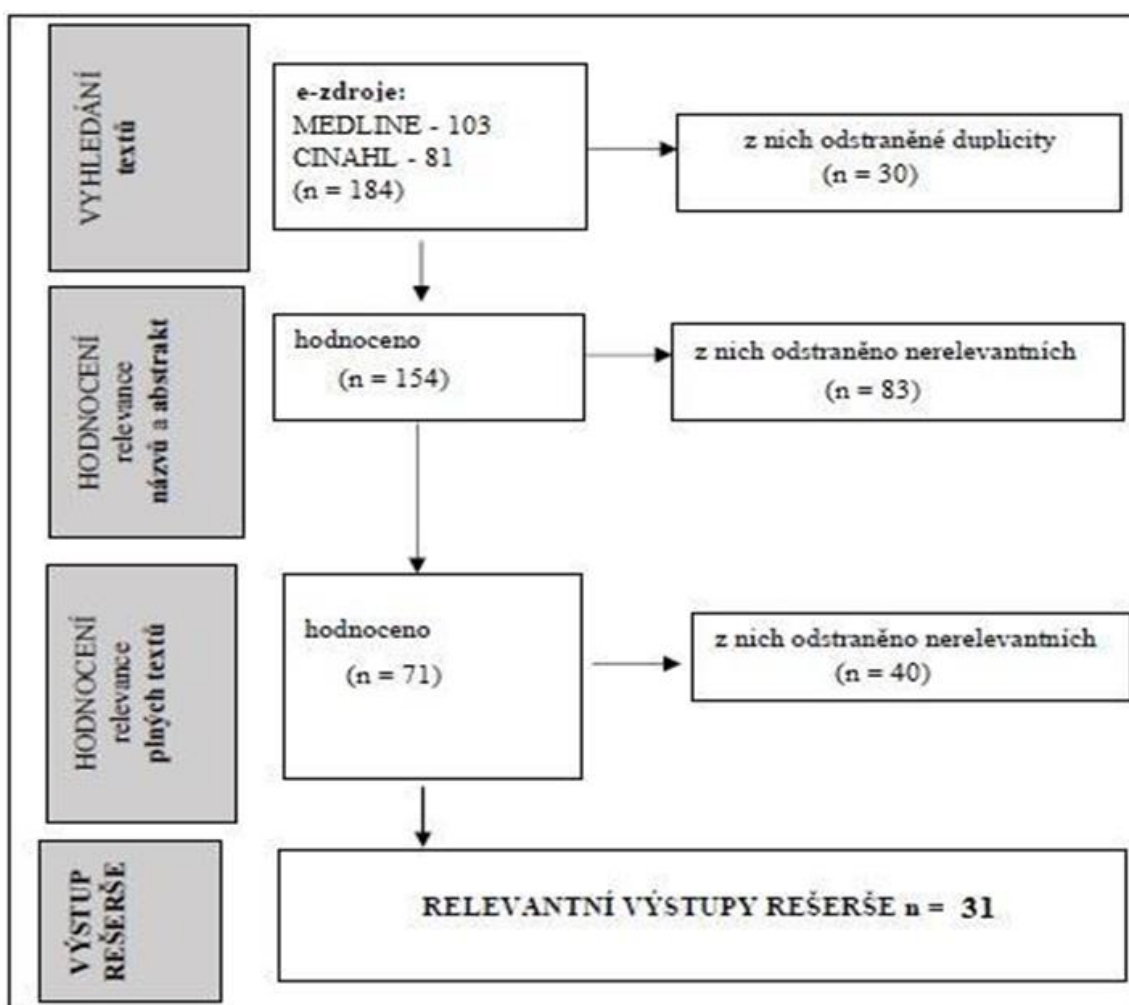 VYHLEDÁNÍ
textů
e-zdroje:
MEDLINE - 103
CINAHL - 81
(n = 184)
z nich odstraněné duplicity
(n = 30)
HODNOCENÍ
relevance
názvů a abstrakt
hodnoceno
(n = 154)
z nich odstraněno nerelevantních
(n = 83)
HODNOCENÍ
relevance
plných textů
hodnoceno
(n = 71)
z nich odstraněno nerelevantních
(n = 40)
VÝSTUP
REŠERŠE
RELEVANTNÍ VÝSTUPY REŠERŠE n = 31